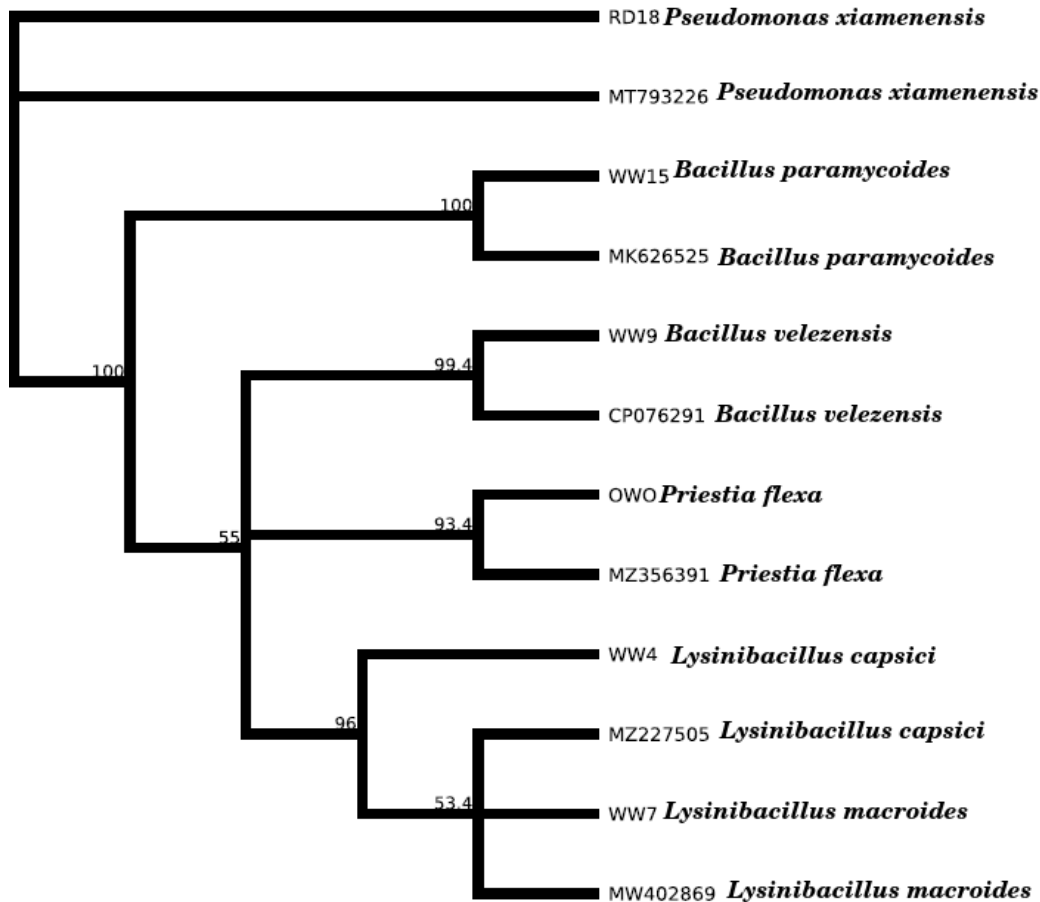 RD18 Pseudomonas xiamenensis
MT793226 Pseudomonas xiamenensis
WW15 Bacillus paramycoides
100
MK626525 Bacillus paramycoides
WW9 Bacillus velezensis
99.4
100
CP076291 Bacillus velezensis
OWO Priestia flexa
93.4
55
MZ356391 Priestia flexa
WW4 Lysinibacillus capsici
96
MZ227505 Lysinibacillus capsici
53.4
WW7 Lysinibacillus macroides
MW402869 Lysinibacillus macroides